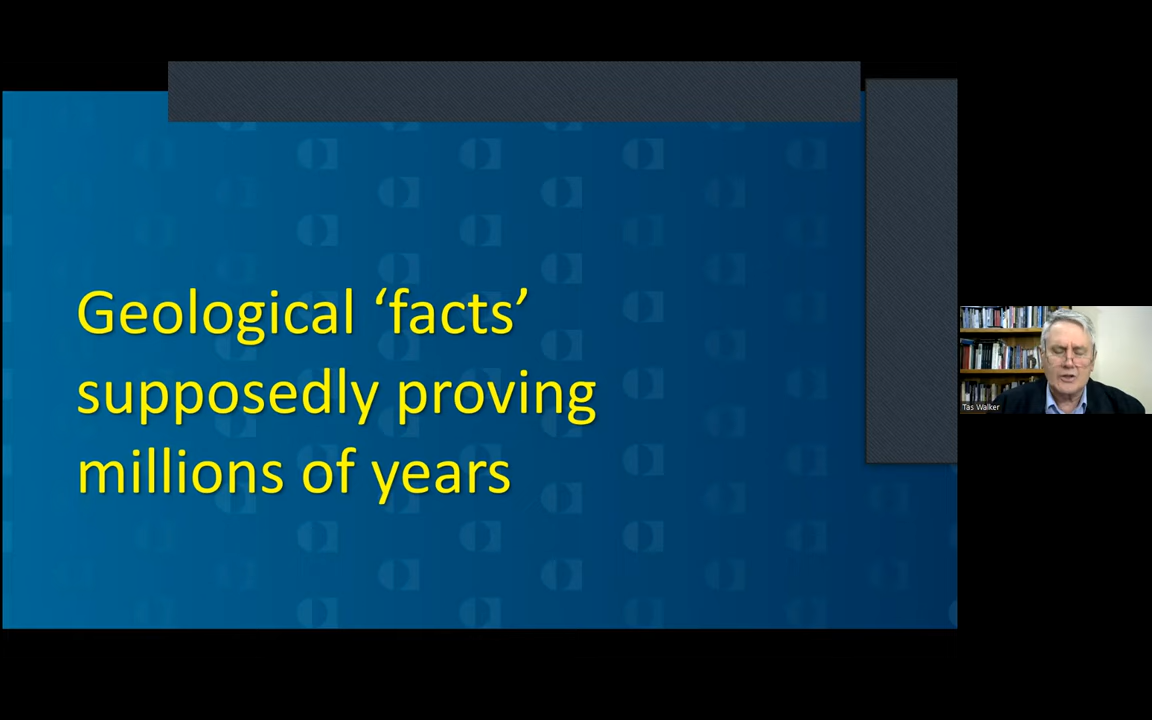 Geological ‘facts’
supposedly proving
millions of years
Tas Walker